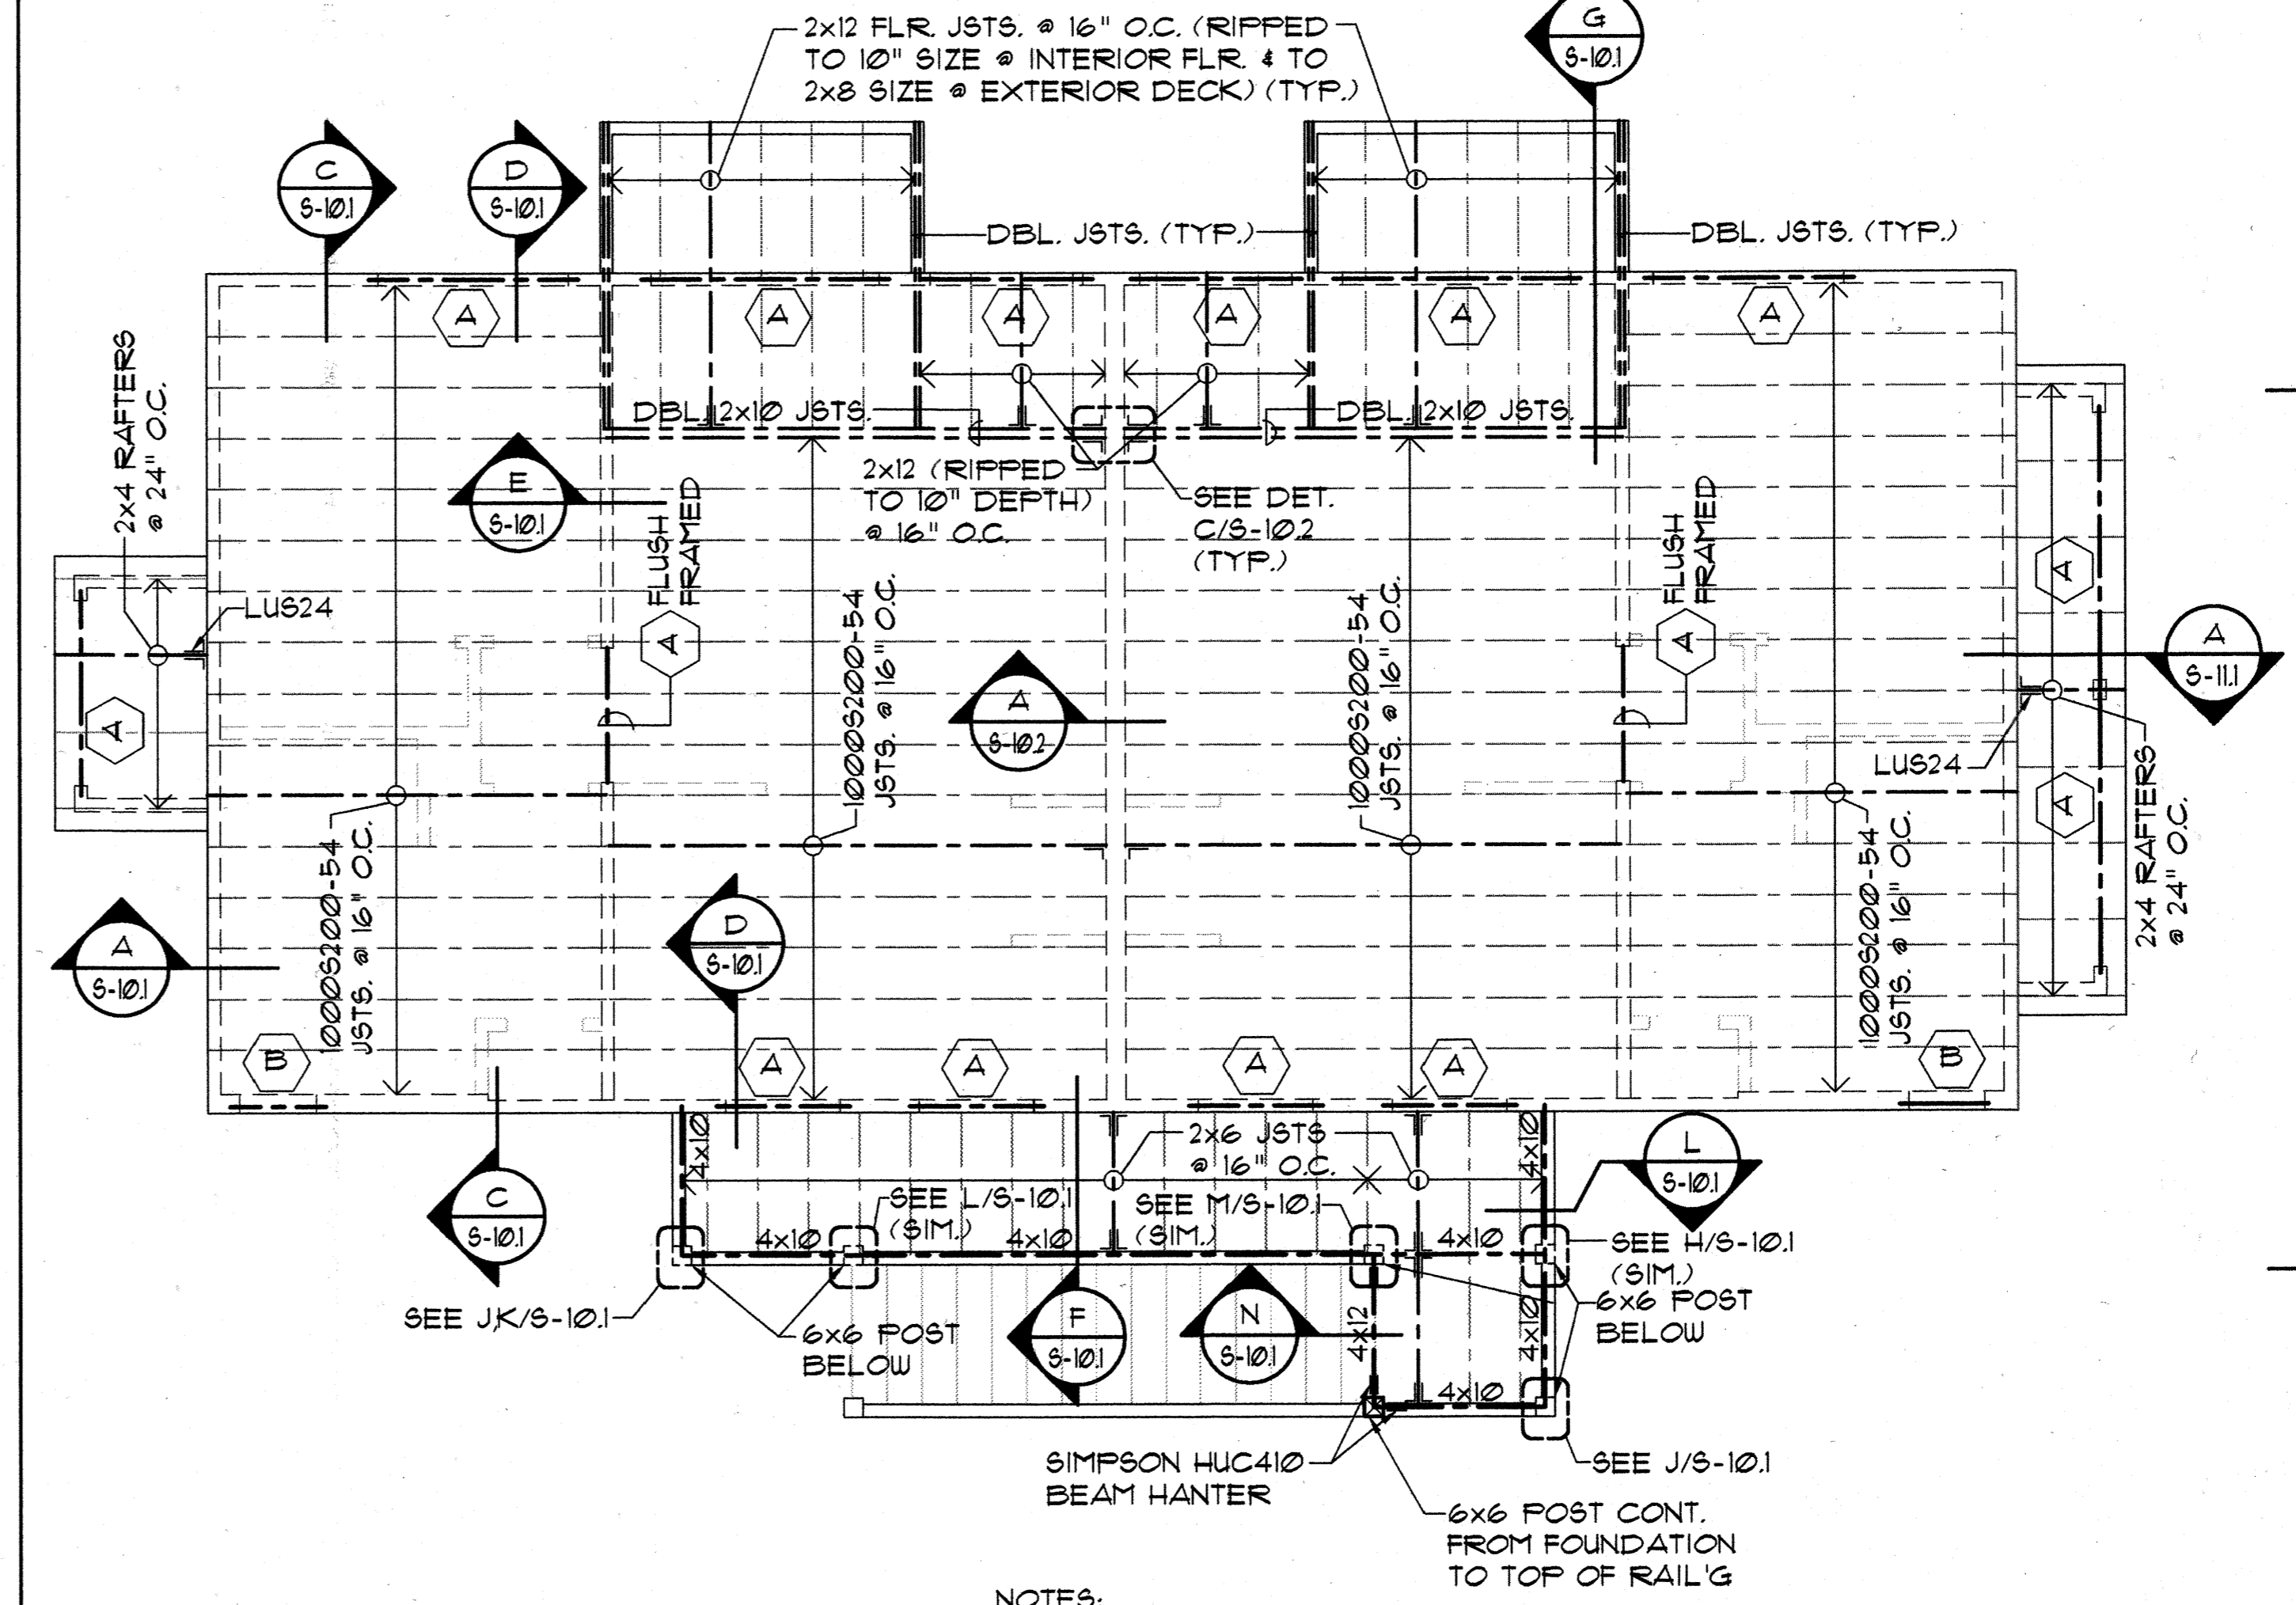 2x12 FLR. JSTS. @ 16" O.C. (RIPPED
TO 10" SIZE @ INTERIOR FLR. & TO
2x8 SIZE @ EXTERIOR DECK) (TYP.)
G
S-10.1
C
S-10.1
D
S-10.1
DBL. JSTS. (TYP.)
DBL. JSTS. (TYP.)
A
A
A
A
A
A
2x4 RAFTERS
@ 24" O.C.
DBL. 2x10 JSTS.
DBL. 2x10 JSTS.
E
S-10.1
2x12 (RIPPED
TO 10" DEPTH)
@ 16" O.C.
SEE DET.
C/S-10.2
(TYP.)
FLUSH
FRAMED
A
FLUSH
FRAMED
A
LUS24
A
1000S200-54
JSTS. @ 16" O.C.
A
S-10.2
1000S200-54
JSTS. @ 16" O.C.
A
A
A
S-11.1
LUS24
2x4 RAFTERS
@ 24" O.C.
1000S200-54
JSTS. @ 16" O.C.
1000S200-54
JSTS. @ 16" O.C.
A
S-10.1
D
S-10.1
B
A
A
A
A
B
4x10
2x6 JSTS
@ 16" O.C.
4x10
L
S-10.1
C
S-10.1
SEE L/S-10.1
(SIM.)
SEE M/S-10.1
(SIM.)
4x10
4x10
4x10
SEE H/S-10.1
(SIM.)
SEE J,K/S-10.1
6x6 POST
BELOW
F
S-10.1
N
S-10.1
4x12
4x10
6x6 POST
BELOW
4x10
SIMPSON HUC410
BEAM HANTER
SEE J/S-10.1
6x6 POST CONT.
FROM FOUNDATION
TO TOP OF RAIL'G
NOTES: